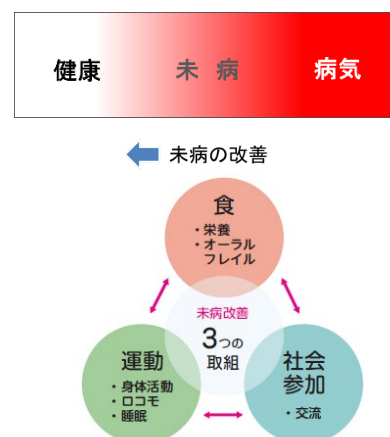 健康 未病 病気
未病の改善
食
・栄養
・オーラル
フレイル
未病改善
3つの
取組
運動
・身体活動
・ロコモ
・睡眠
社会
参加
・交流